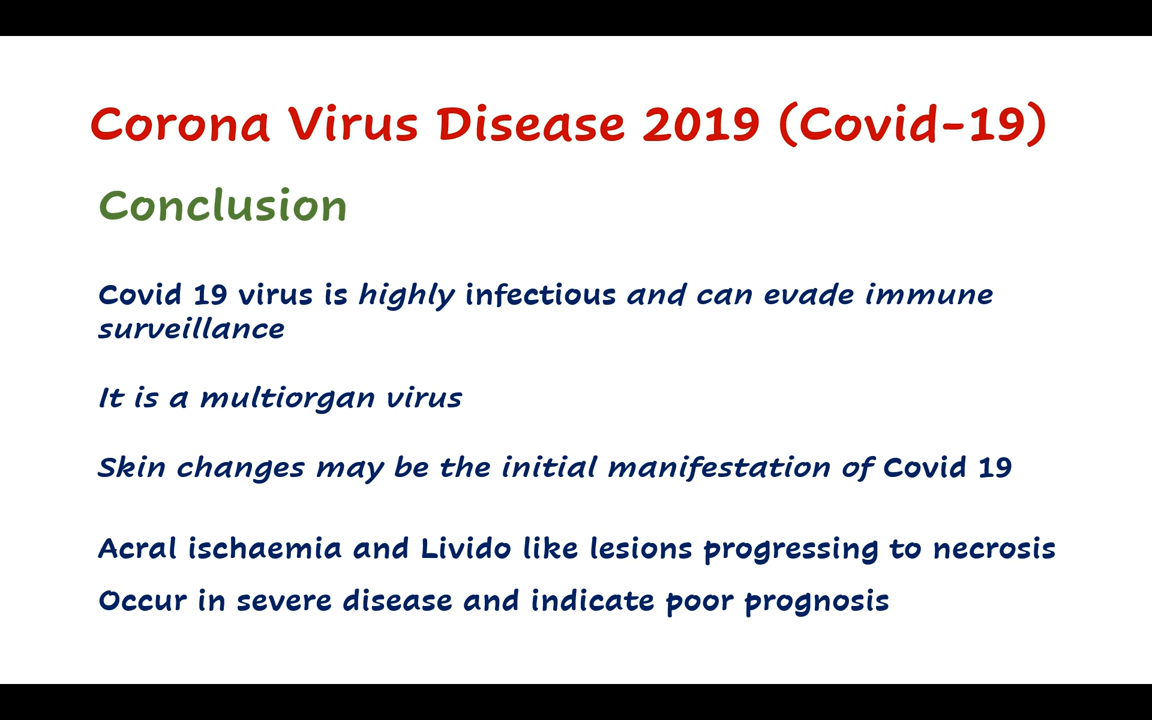 Corona Virus Disease 2019 (Covid-19)
Conclusion
Covid 19 virus is highly infectious and can evade immune
surveillance
It is a multiorgan virus
Skin changes may be the initial manifestation of Covid 19
Acral ischaemia and Livido like lesions progressing to necrosis
Occur in severe disease and indicate poor prognosis